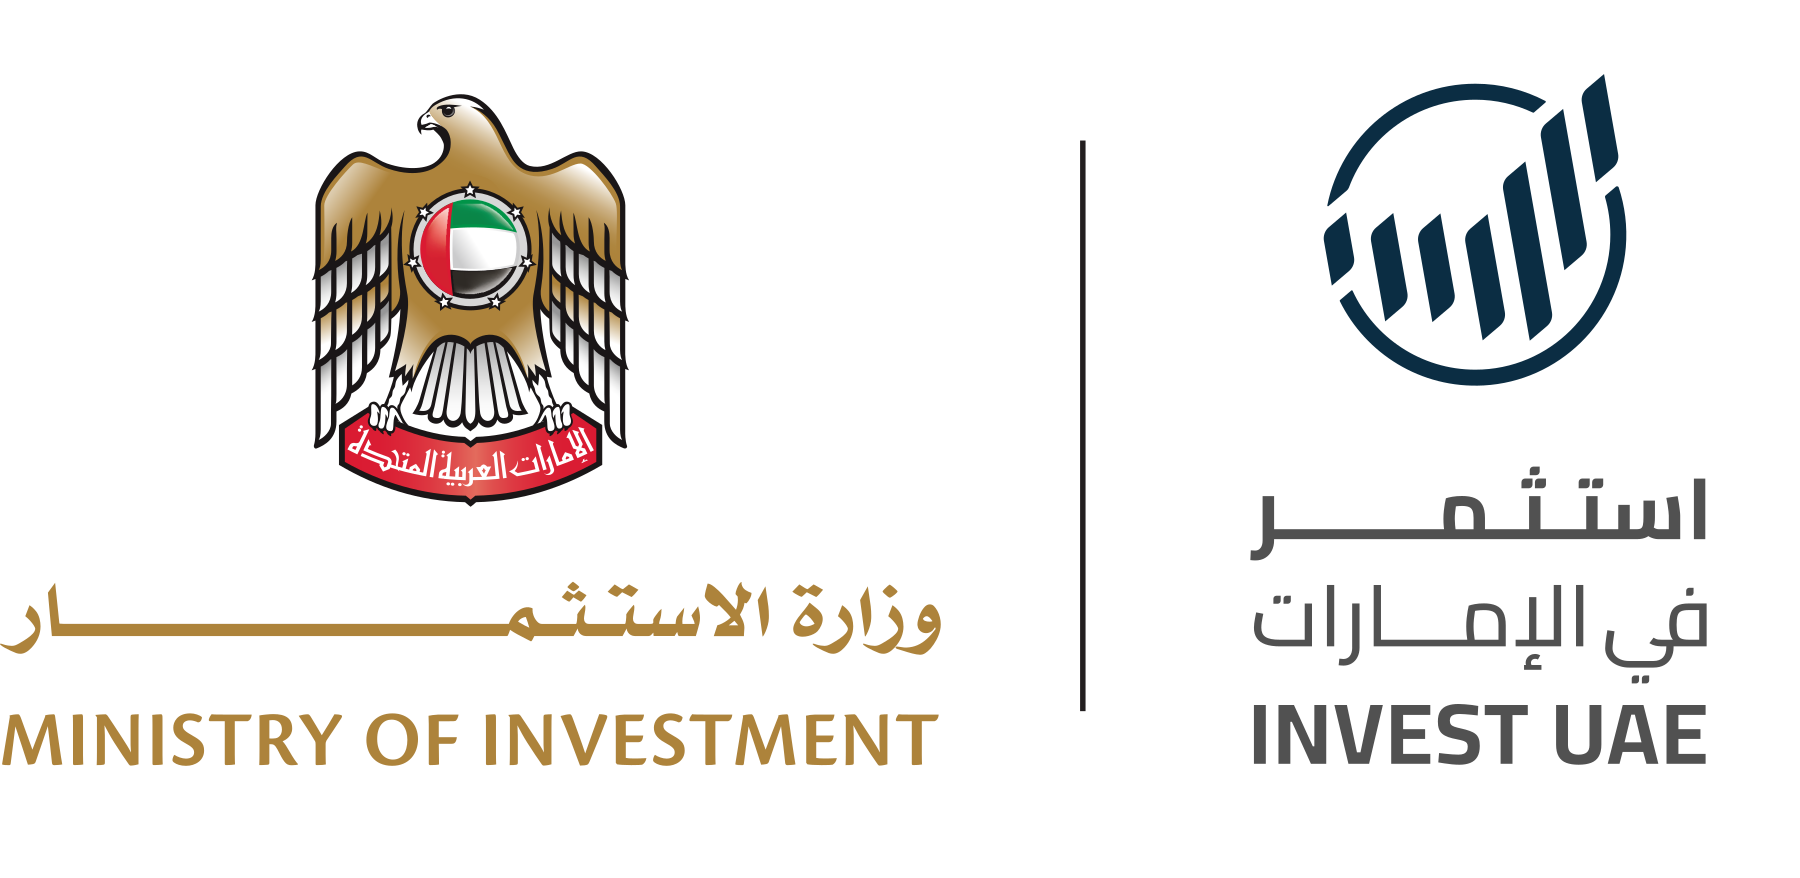 الإمارات العربية المتحدة
وزارة الاستثمار
MINISTRY OF INVESTMENT
استثمر
في الإمارات
INVEST UAE